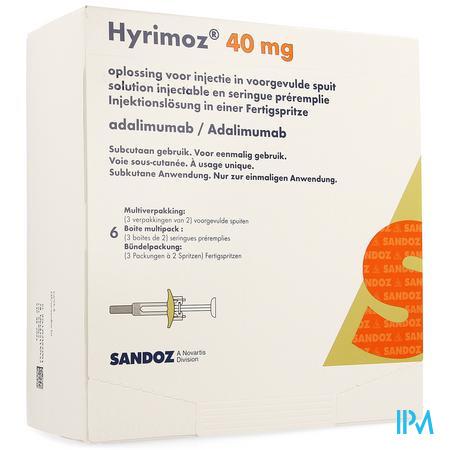 Hyrimoz® 40 mg
oplossing voor injectie in voorgevulde spuit
solution injectable en seringue préremplie
Injektionslösung in einer Fertigspritze
adalimumab / Adalimumab
Subcutaan gebruik. Voor eenmalig gebruik.
Voie sous-cutanée. À usage unique.
Subkutane Anwendung. Nur zur einmaligen Anwendung.
Multiverpakking:
(3 verpakkingen van 2) voorgevulde spuiten
6 Boite multipack :
(3 boites de 2) seringues préremplies
Bündelpackung:
(3 Packungen à 2 Spritzen) Fertigspritzen
SANDOZ
SANDOZ A Novartis
Division
IPM